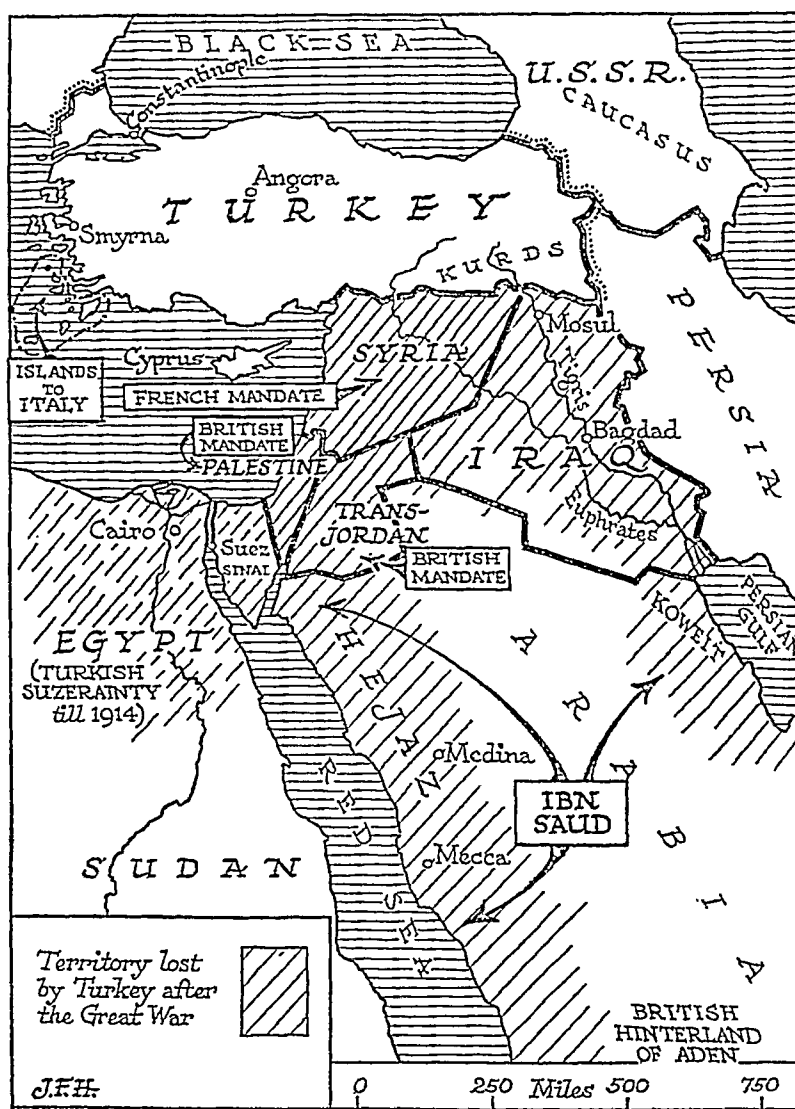 BLACK SEA
U.S.S.R.
CAUCASUS
Constantinople
Angora
TURKEY
Smyrna
KURDS
PERSIA
Mosul
Cyprus
SYRIA
Tigris
ISLANDS
TO
ITALY
FRENCH MANDATE
BRITISH
MANDATE
PALESTINE
Bagdad
IRAQ
Euphrates
Cairo
Suez
SINAI
TRANS-
JORDAN
BRITISH
MANDATE
PERSIAN
GULF
KOWEIT
EGYPT
(TURKISH
SUZERAINTY
till 1914)
HEJAZ
ARABIA
Medina
IBN
SAUD
RED SEA
Mecca
SUDAN
Territory lost
by Turkey after
the Great War
BRITISH
HINTERLAND
OF ADEN
J.F.H.
0 250 Miles 500 750